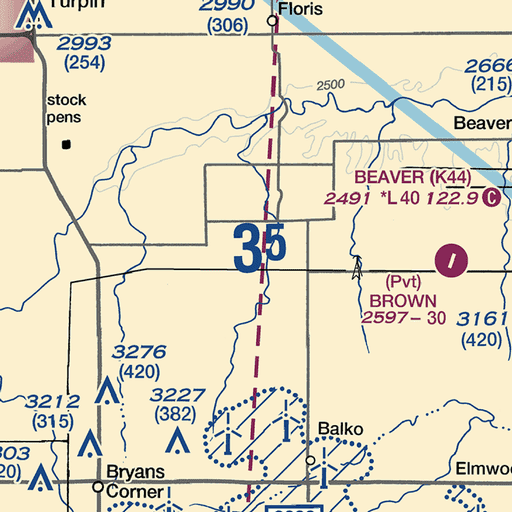 Turpin
2990
(306)
Floris
2993
(254)
2666
(215)
2500
stock
pens
Beaver
BEAVER (K44)
2491 *L 40 122.9 C
35
(Pvt)
BROWN
2597 - 30
3161
(420)
3276
(420)
3212
(315)
3227
(382)
Balko
Bryans
Corner
Elmwo